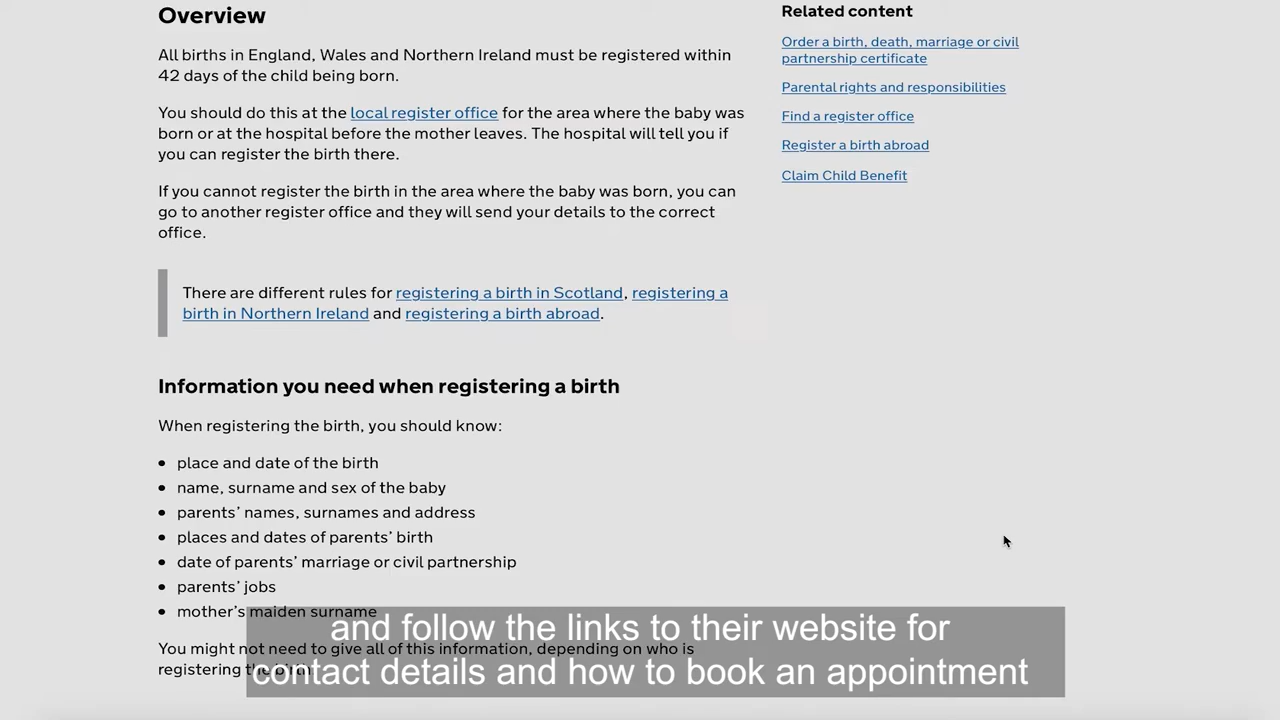 Overview
All births in England, Wales and Northern Ireland must be registered within
42 days of the child being born.
You should do this at the local register office for the area where the baby was
born or at the hospital before the mother leaves. The hospital will tell you if
you can register the birth there.
If you cannot register the birth in the area where the baby was born, you can
go to another register office and they will send your details to the correct
office.
There are different rules for registering a birth in Scotland, registering a
birth in Northern Ireland and registering a birth abroad.
Information you need when registering a birth
When registering the birth, you should know:
• place and date of the birth
• name, surname and sex of the baby
• parents’ names, surnames and address
• places and dates of parents’ birth
• date of parents’ marriage or civil partnership
• parents’ jobs
• mother’s maiden surname
You might not need to give all of this information, depending on who is
registering the birth.
Related content
Order a birth, death, marriage or civil
partnership certificate
Parental rights and responsibilities
Find a register office
Register a birth abroad
Claim Child Benefit
and follow the links to their website for
contact details and how to book an appointment